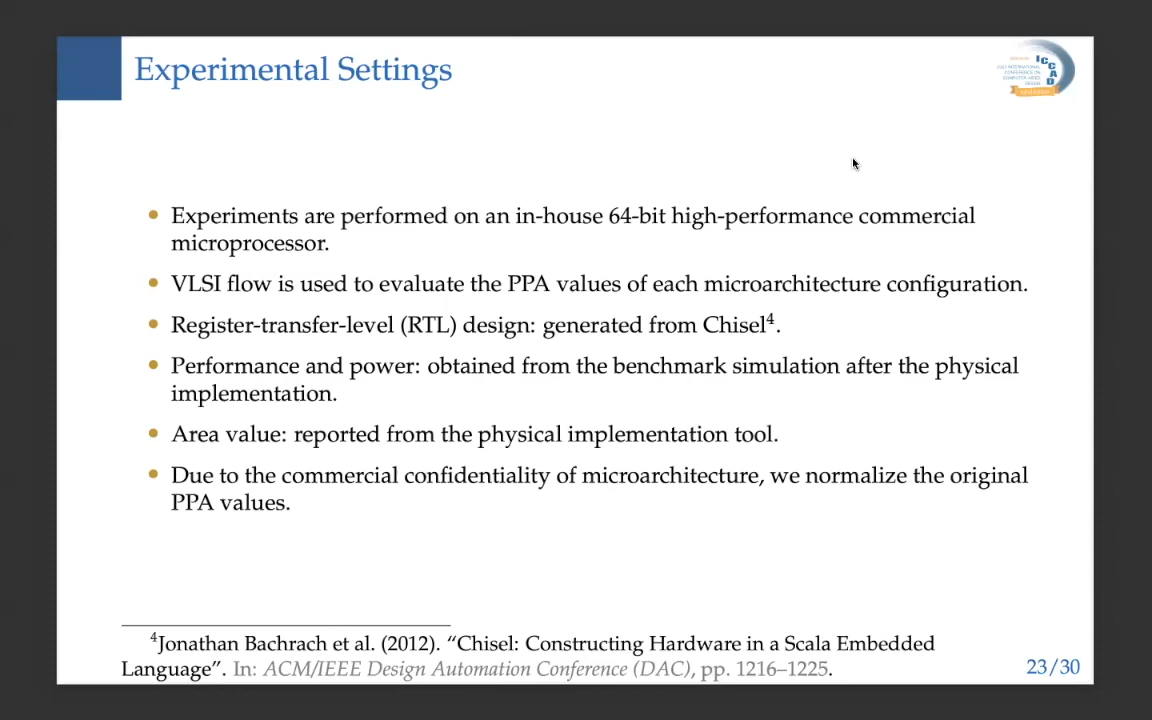 Experimental Settings
ICCAD
• Experiments are performed on an in-house 64-bit high-performance commercial
microprocessor.
• VLSI flow is used to evaluate the PPA values of each microarchitecture configuration.
• Register-transfer-level (RTL) design: generated from Chisel⁴.
• Performance and power: obtained from the benchmark simulation after the physical
implementation.
• Area value: reported from the physical implementation tool.
• Due to the commercial confidentiality of microarchitecture, we normalize the original
PPA values.
⁴Jonathan Bachrach et al. (2012). “Chisel: Constructing Hardware in a Scala Embedded
Language”. In: ACM/IEEE Design Automation Conference (DAC), pp. 1216–1225.
23/30